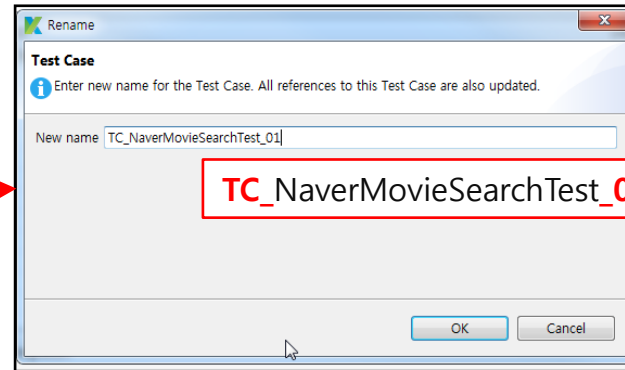 Rename
Test Case
Enter new name for the Test Case. All references to this Test Case are also updated.
New name TC_NaverMovieSearchTest_01
TC_NaverMovieSearchTest_0
OK Cancel